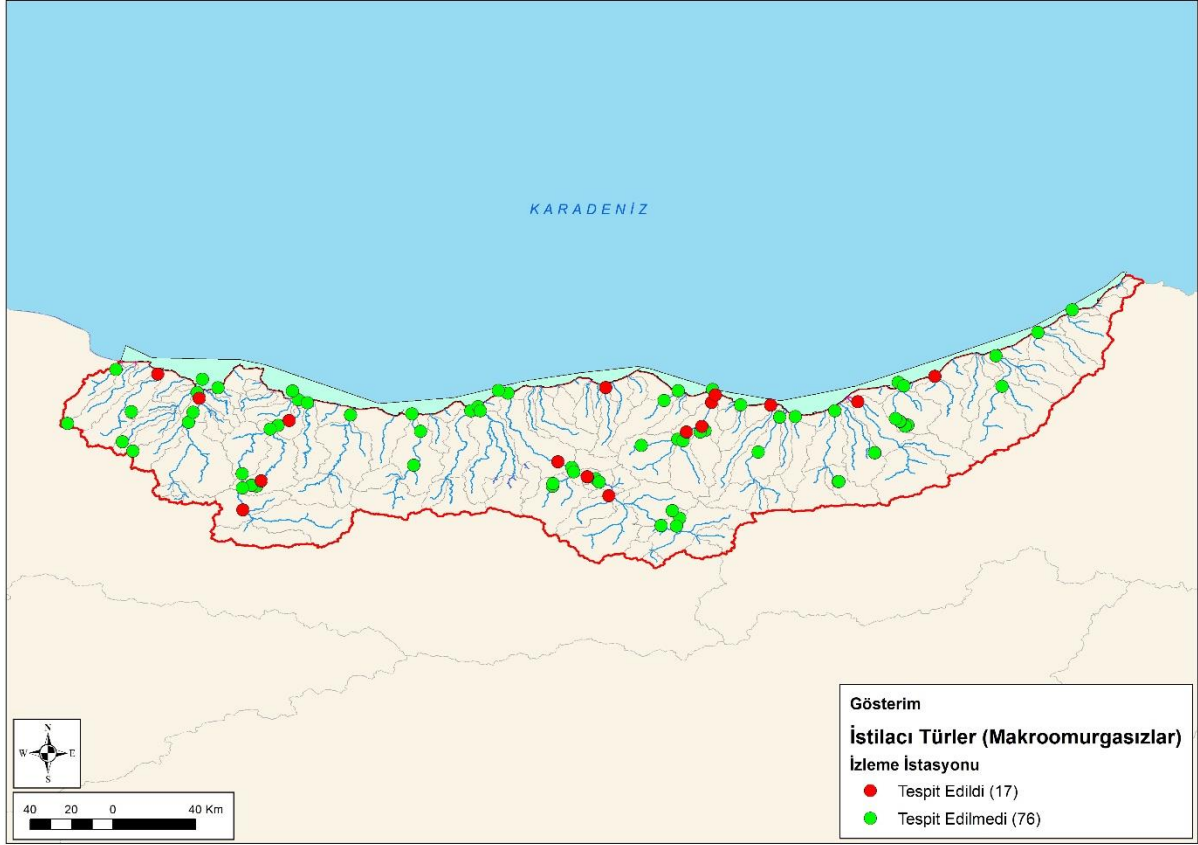 KARADENİZ
Gösterim
İstilacı Türler (Makroomurgasızlar)
İzleme İstasyonu
Tespit Edildi (17)
Tespit Edilmedi (76)
N
W E
S
40 20 0 40 Km